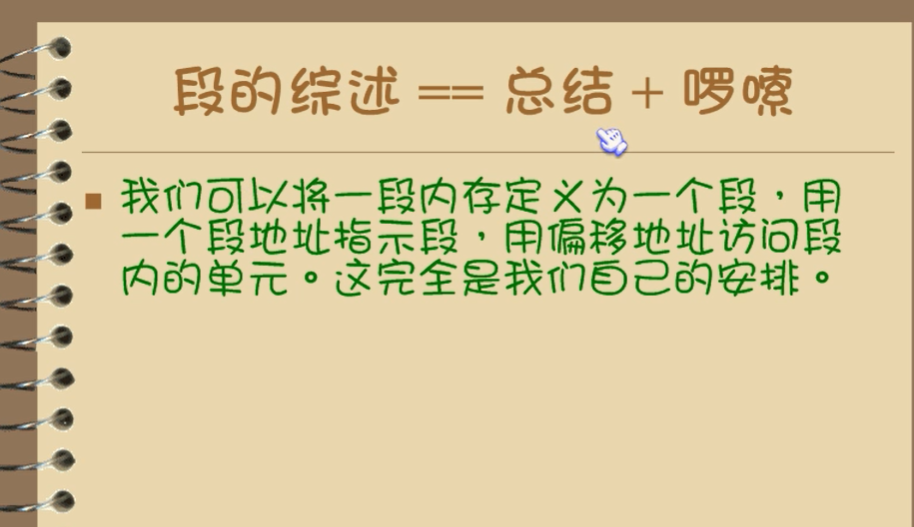 段的综述 == 总结 + 啰嗦
我们可以将一段内存定义为一个段，用
一个段地址指示段，用偏移地址访问段
内的单元。这完全是我们自己的安排。